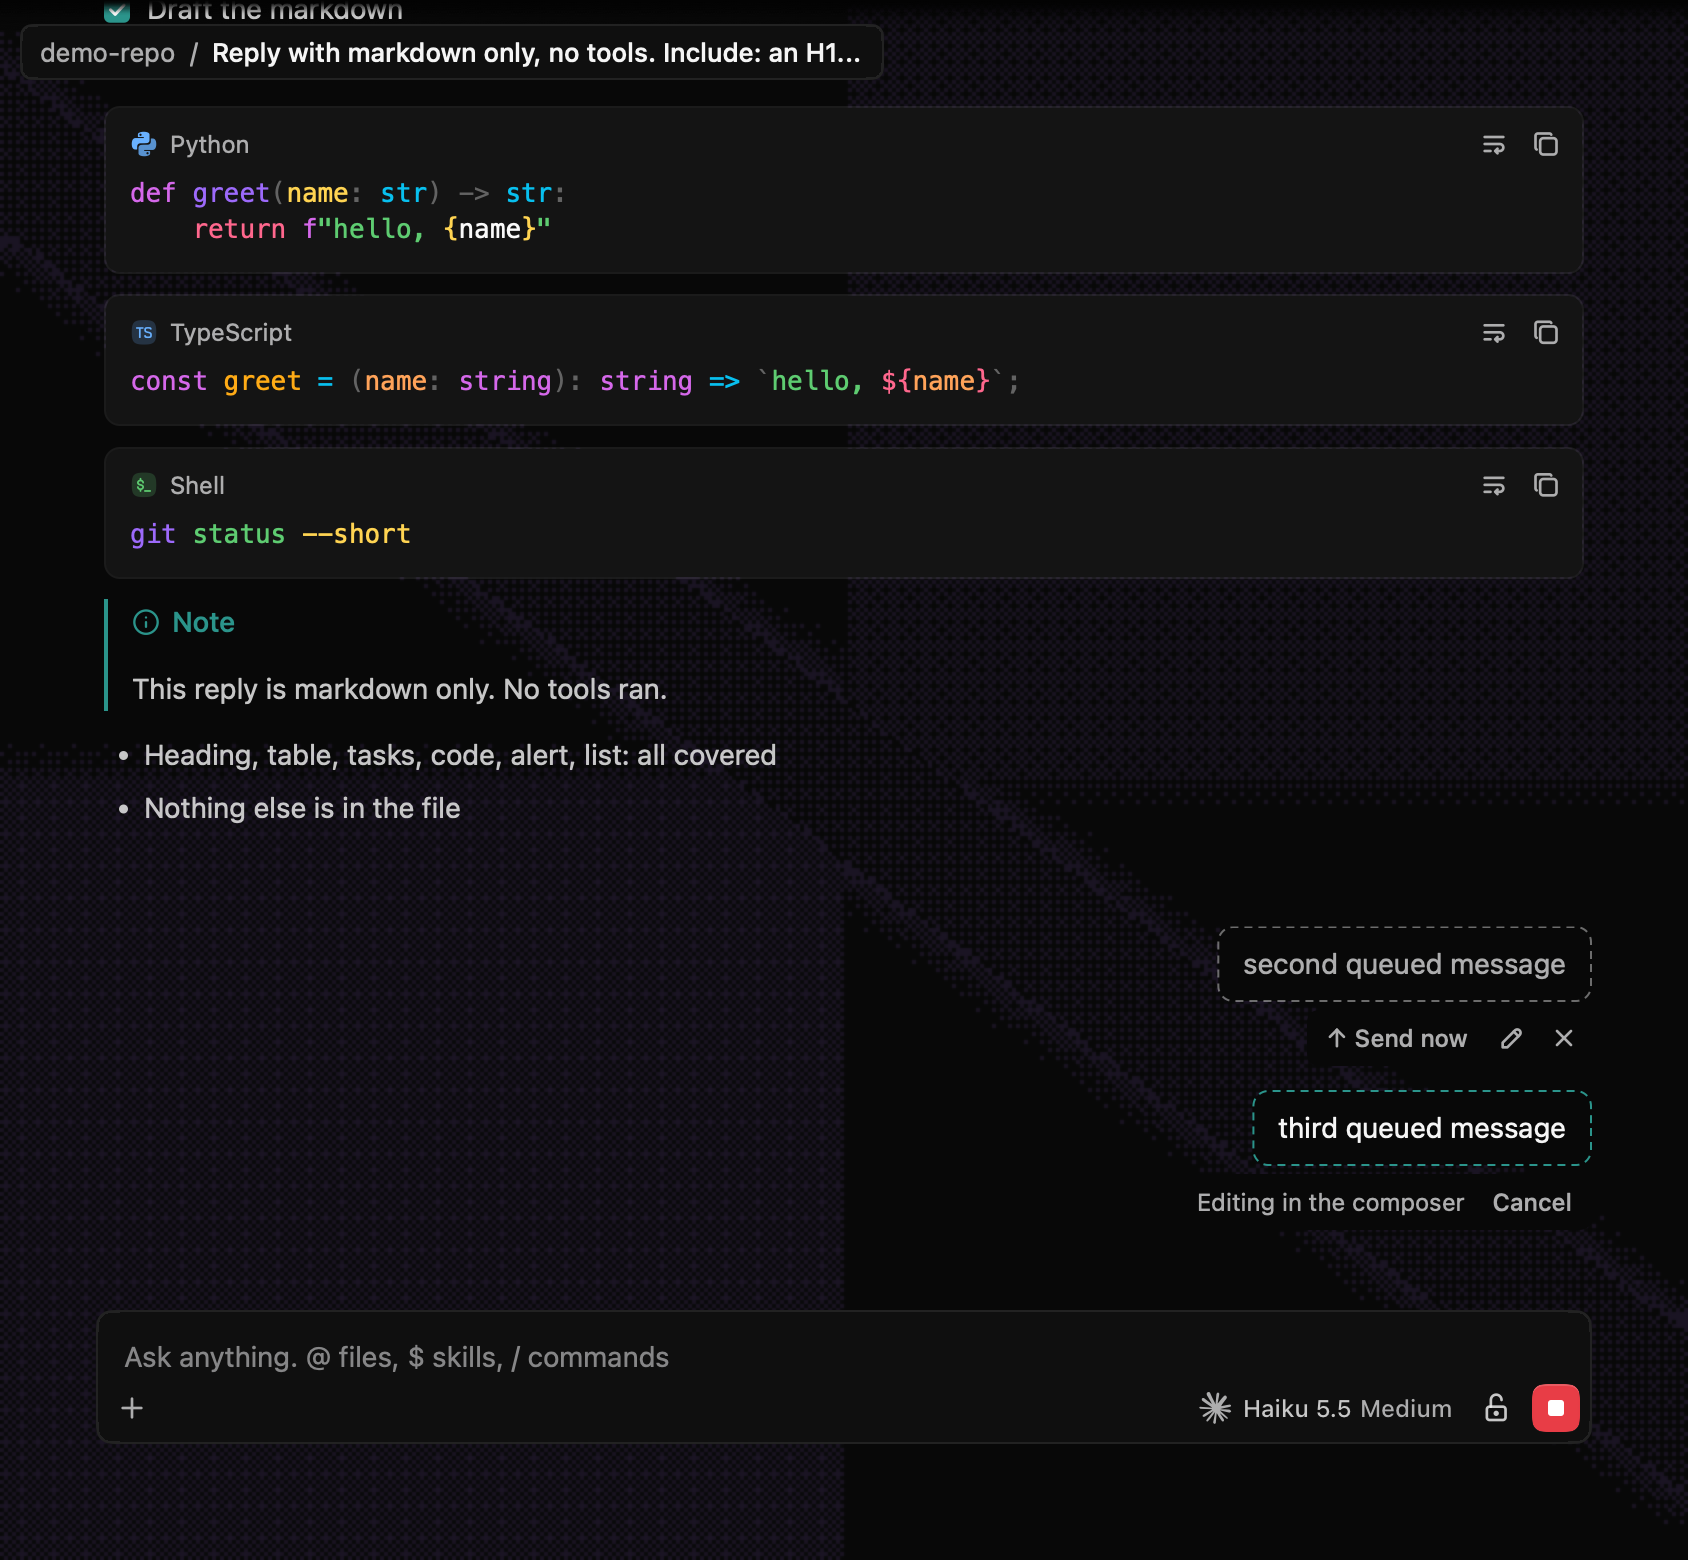 Draft the markdown
demo-repo / Reply with markdown only, no tools. Include: an H1...
Python
def greet(name: str) -> str:
    return f"hello, {name}"
TS TypeScript
const greet = (name: string): string => `hello, ${name}`;
$_ Shell
git status --short
Note
This reply is markdown only. No tools ran.
• Heading, table, tasks, code, alert, list: all covered
• Nothing else is in the file
second queued message
↑ Send now
third queued message
Editing in the composer Cancel
Ask anything. @ files, $ skills, / commands
Haiku 5.5 Medium